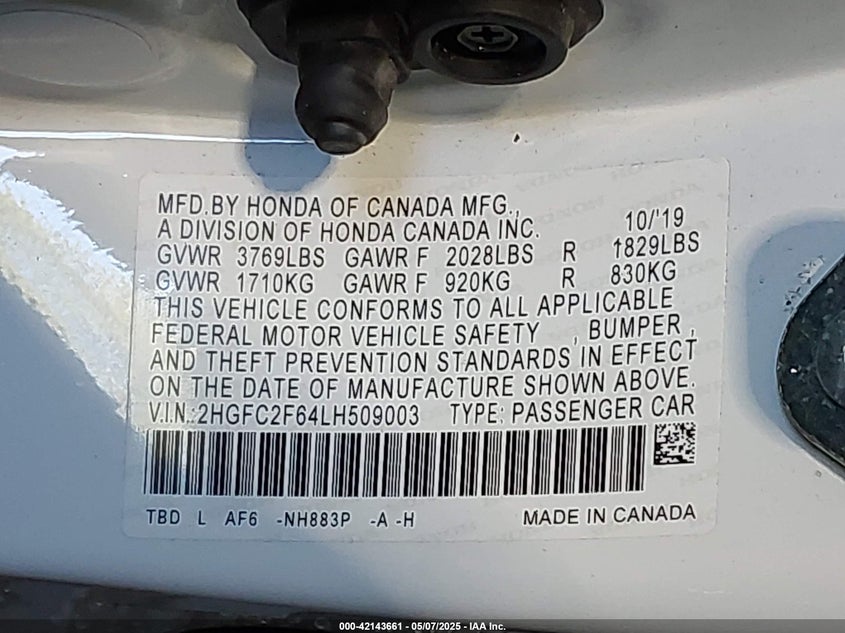 MFD. BY HONDA OF CANADA MFG.,
A DIVISION OF HONDA CANADA INC. 10/'19
GVWR 3769LBS GAWR F 2028LBS R 1829LBS
GVWR 1710KG GAWR F 920KG R 830KG
THIS VEHICLE CONFORMS TO ALL APPLICABLE
FEDERAL MOTOR VEHICLE SAFETY , BUMPER ,
AND THEFT PREVENTION STANDARDS IN EFFECT
ON THE DATE OF MANUFACTURE SHOWN ABOVE.
V.I.N.: 2HGFC2F64LH509003 TYPE: PASSENGER CAR
TBD L AF6 -NH883P -A -H MADE IN CANADA
000-42143661 - 05/07/2025 - IAA Inc.